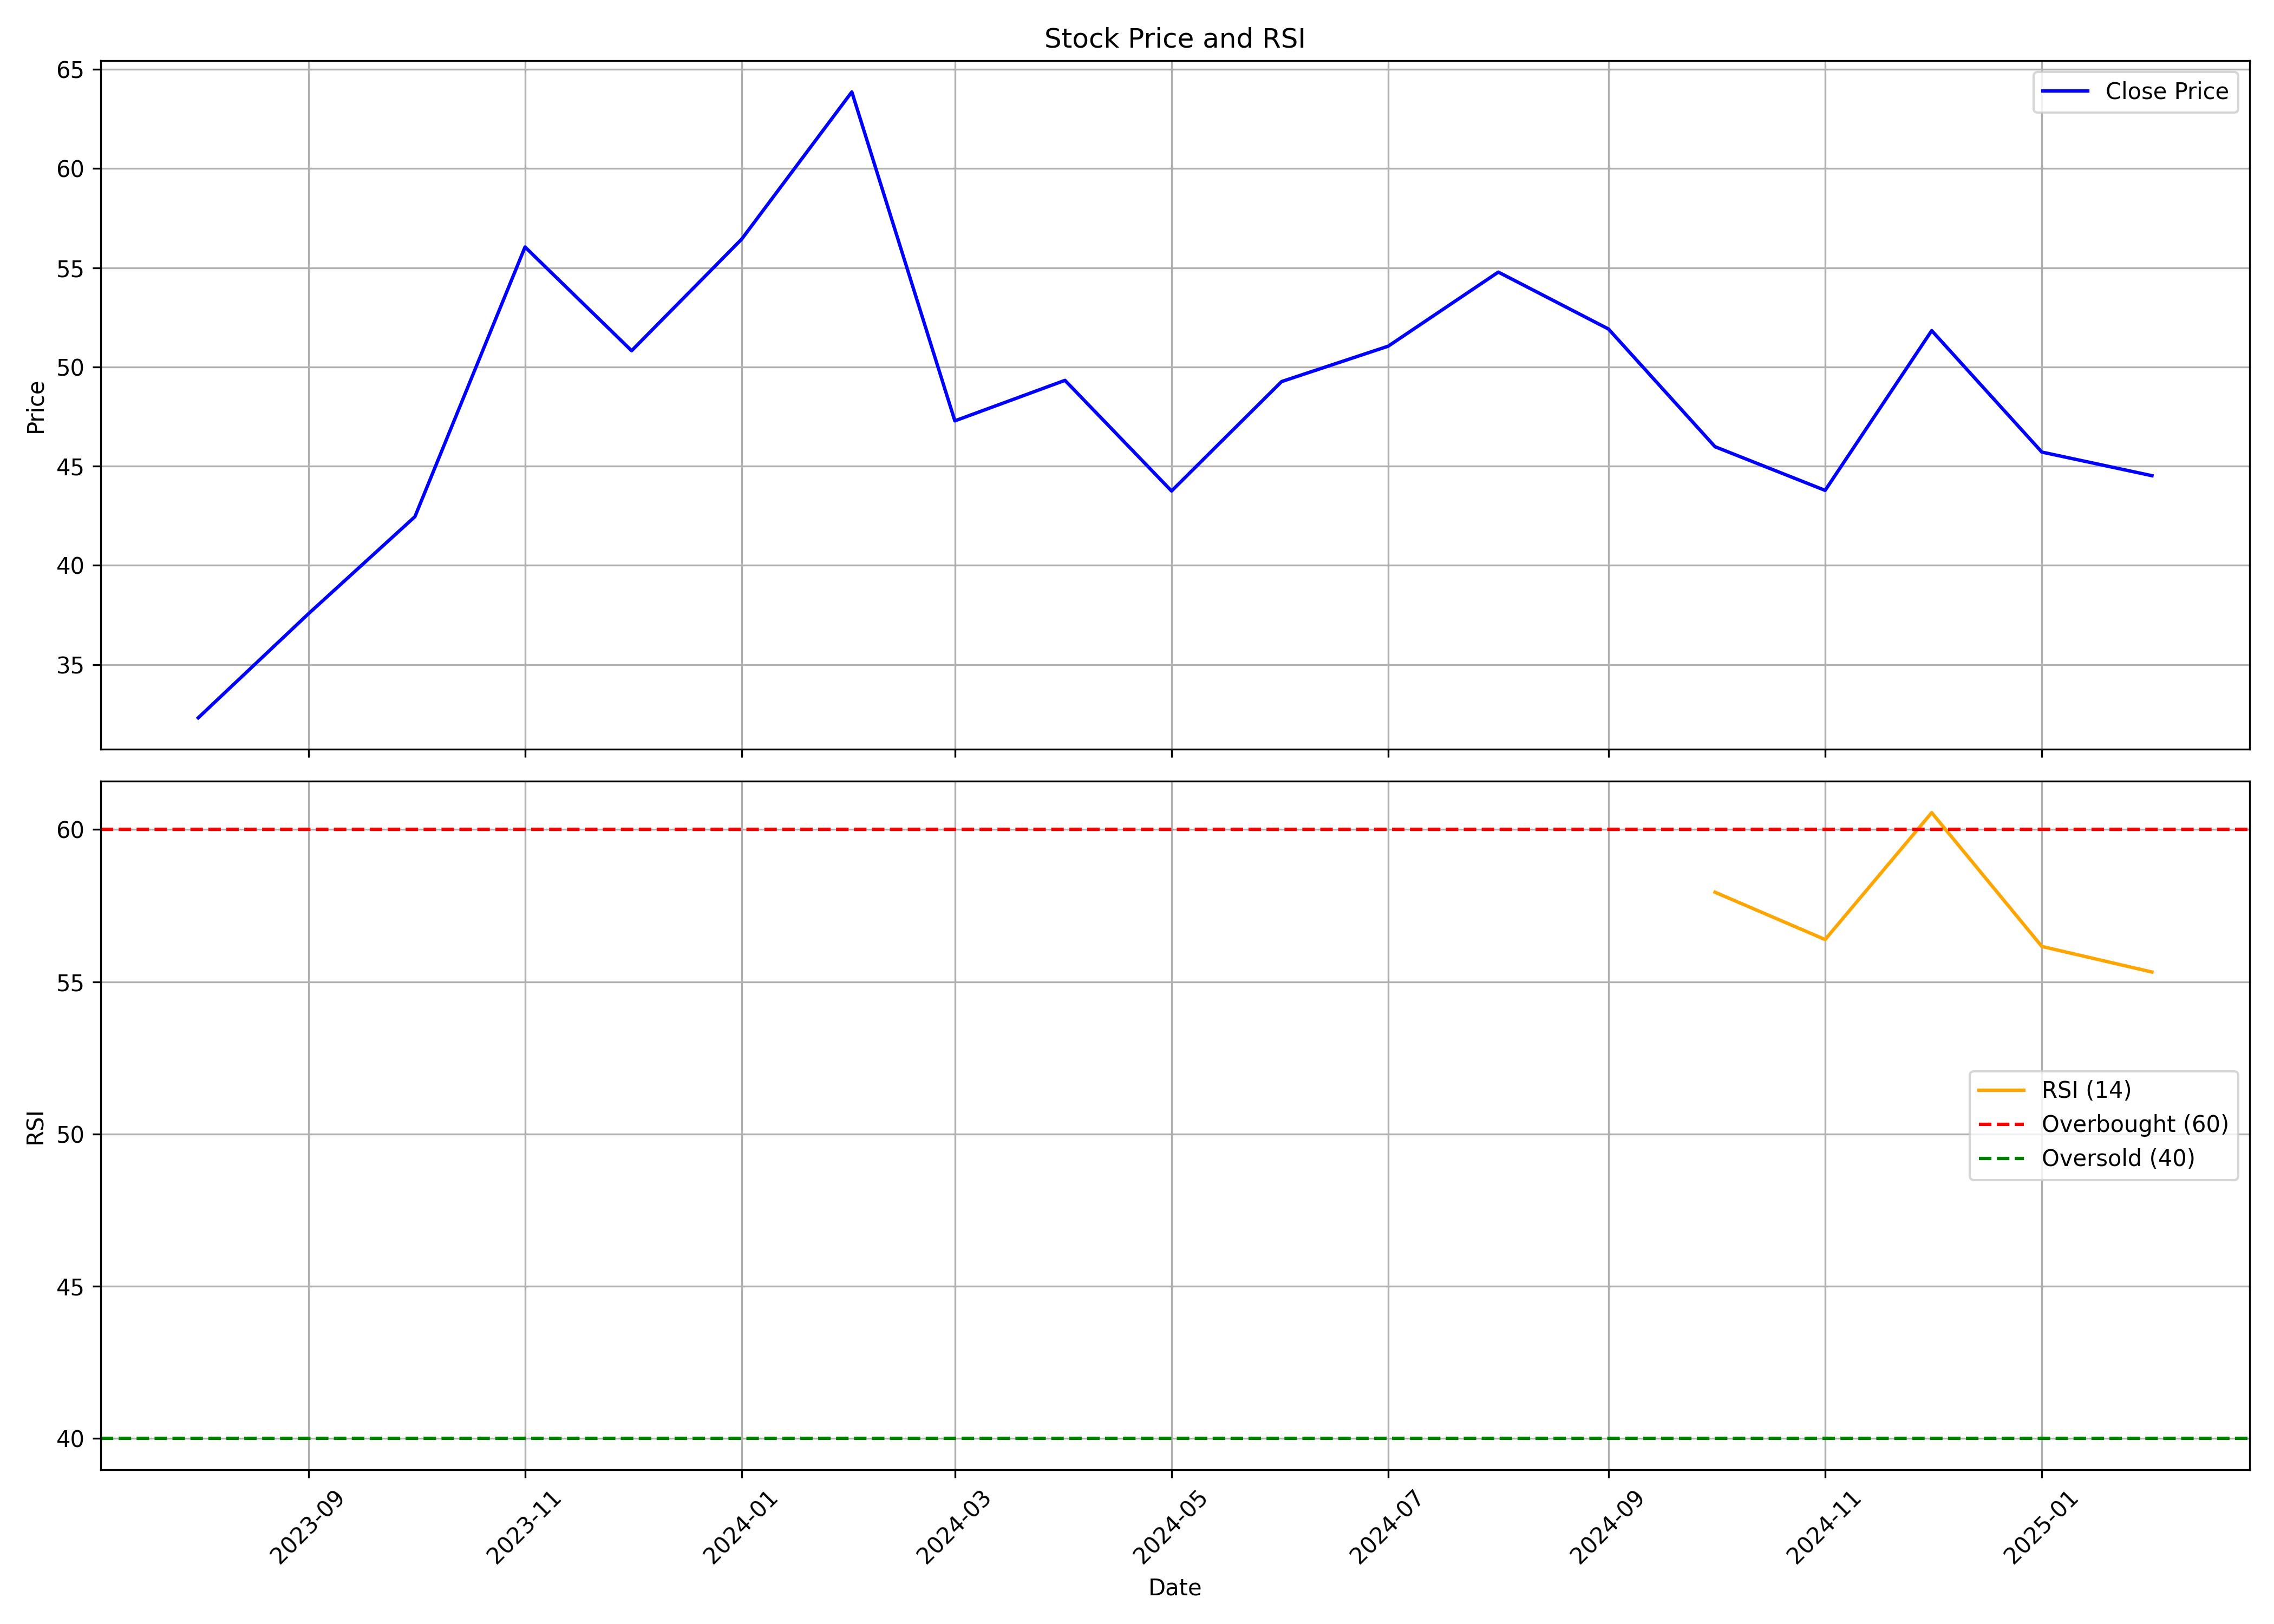 Stock Price and RSI
65
60
55
50
45
40
35
Price
Close Price
60
55
50
45
40
RSI
RSI (14)
Overbought (60)
Oversold (40)
2023-09
2023-11
2024-01
2024-03
2024-05
2024-07
2024-09
2024-11
2025-01
Date